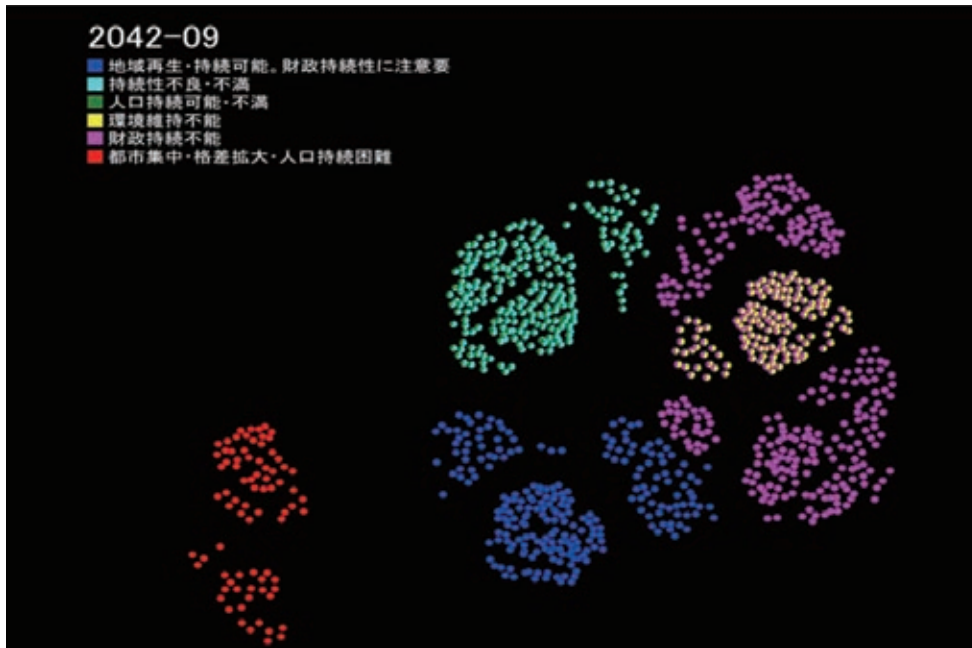 2042-09
地域再生・持続可能。財政持続性に注意要
持続性不良・不満
人口持続可能・不満
環境維持不能
財政持続不能
都市集中・格差拡大・人口持続困難